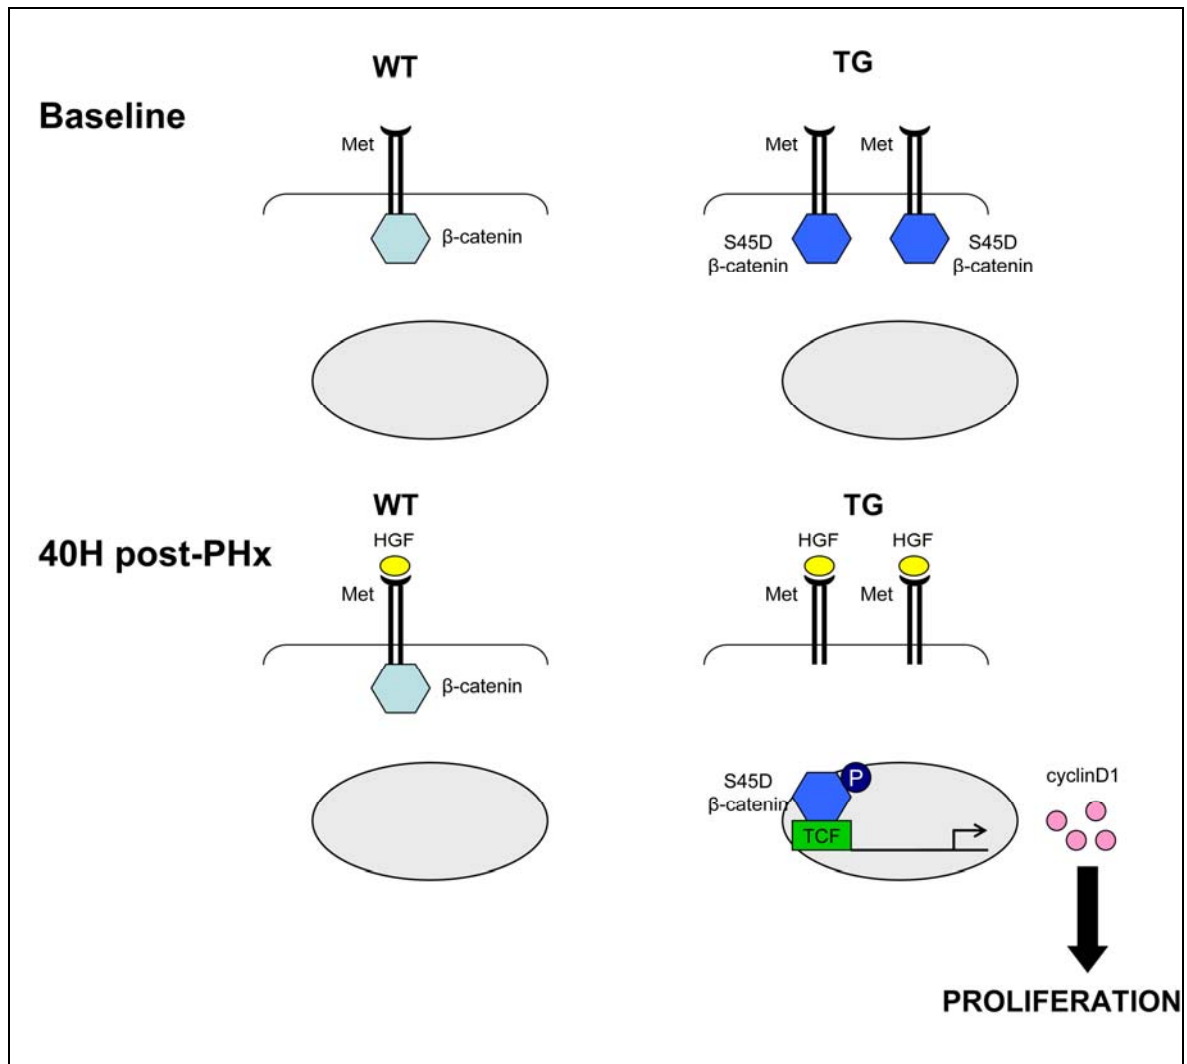 WT
TG
Baseline
Met
Met
Met
β-catenin
S45D
β-catenin
S45D
β-catenin
WT
TG
40H post-PHx
HGF
HGF
HGF
Met
Met
Met
β-catenin
S45D
β-catenin
P
TCF
cyclinD1
PROLIFERATION